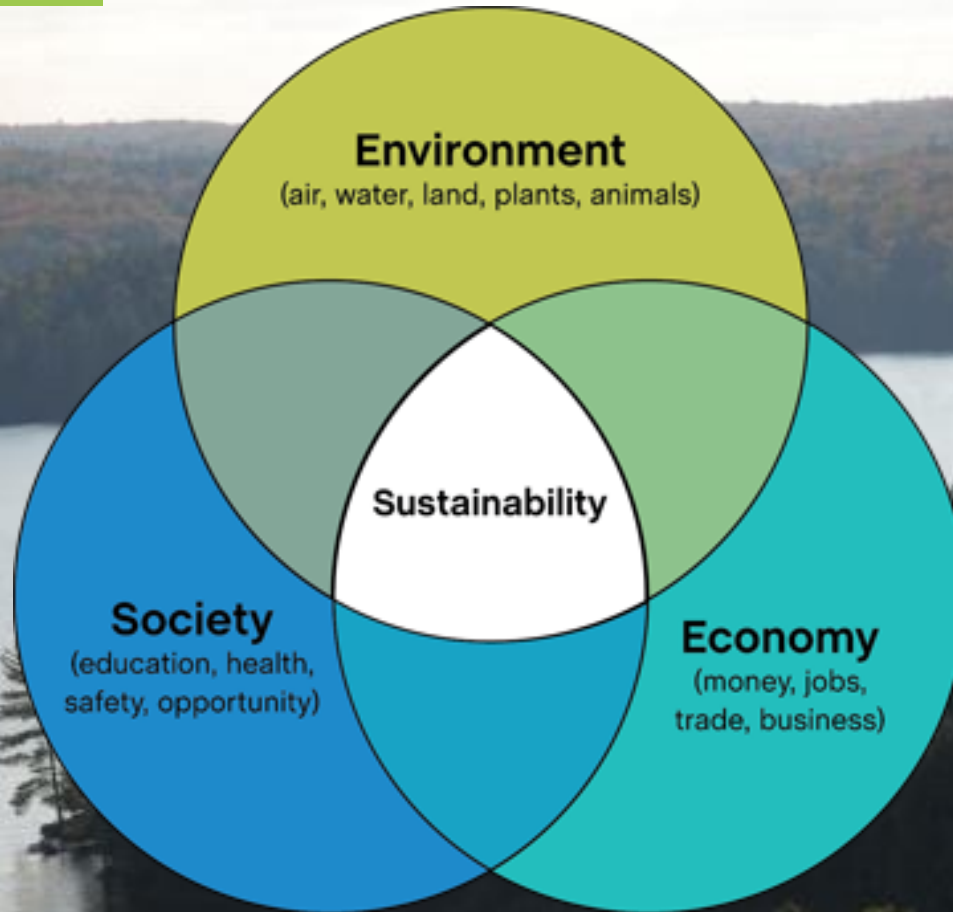 Environment
(air, water, land, plants, animals)
Sustainability
Society
(education, health,
safety, opportunity)
Economy
(money, jobs,
trade, business)